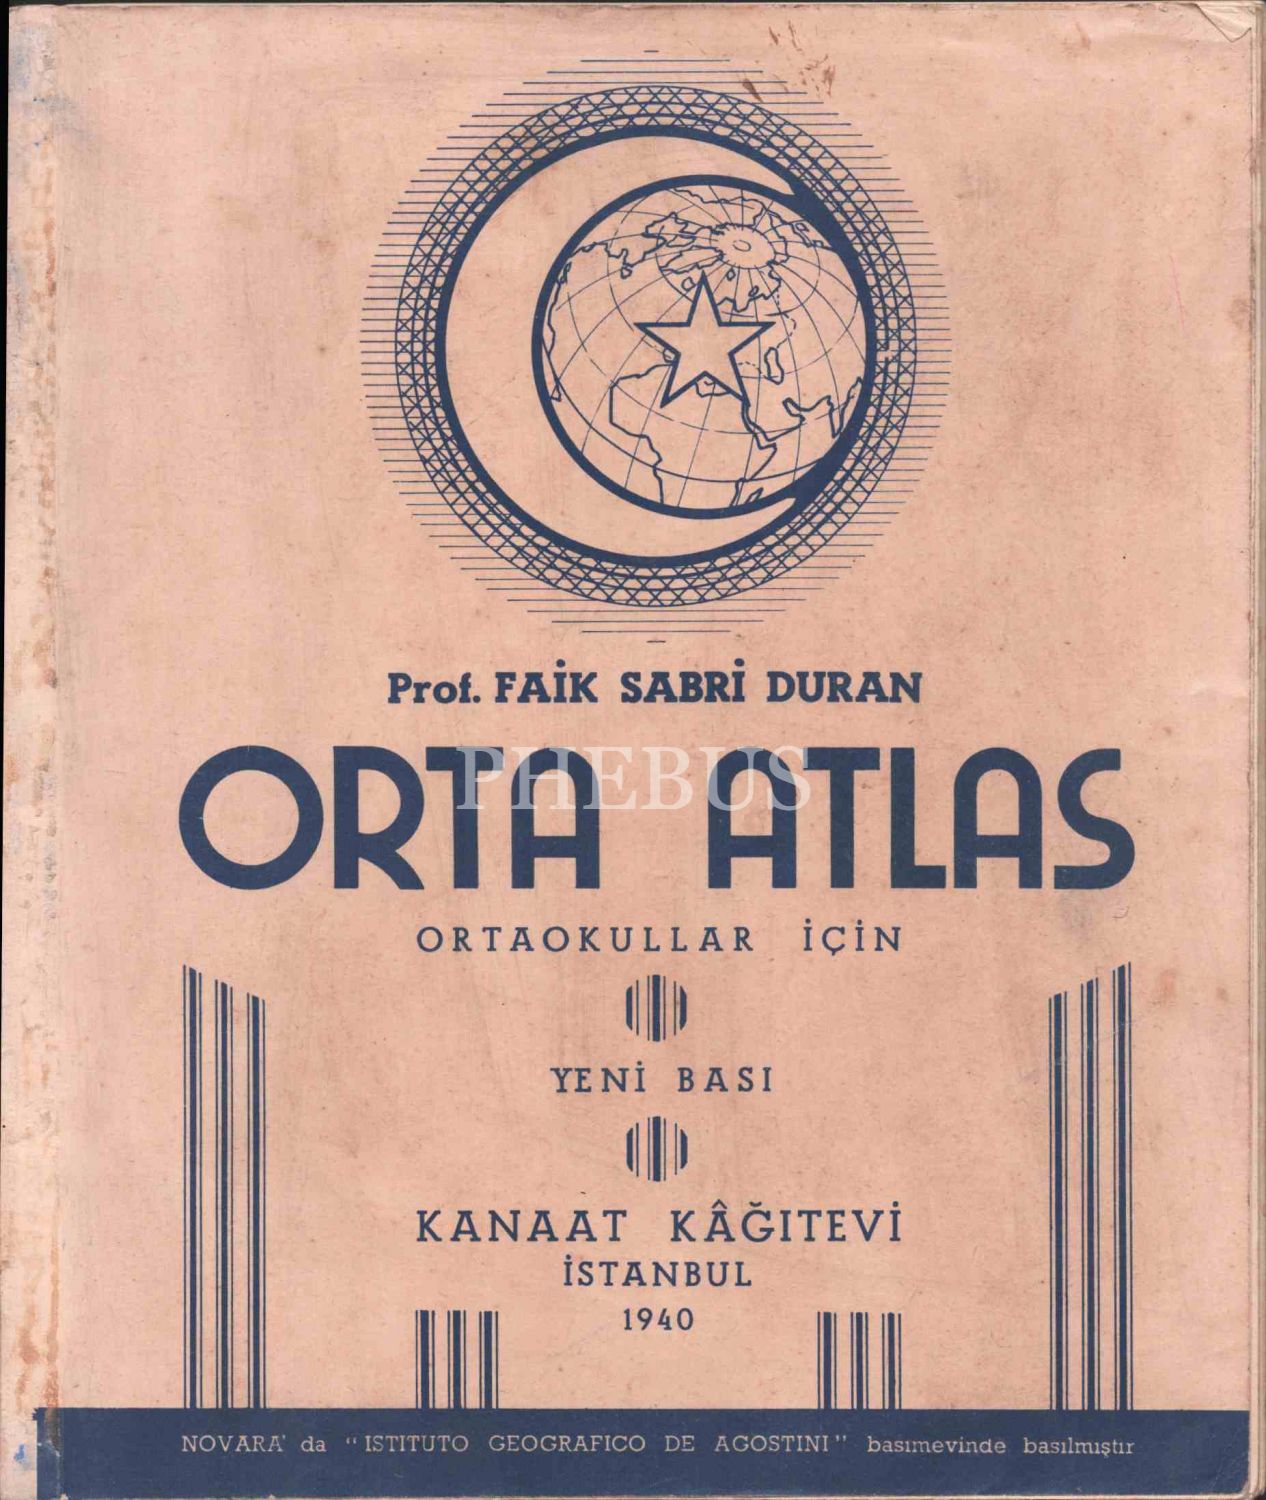 Prof. FAİK SABRİ DURAN
ORTA ATLAS
PHEBUS
ORTAOKULLAR İÇİN
YENİ BASI
KANAAT KÂĞITEVİ
İSTANBUL
1940
NOVARA' da "ISTITUTO GEOGRAFICO DE AGOSTINI" basımevinde basılmıştır